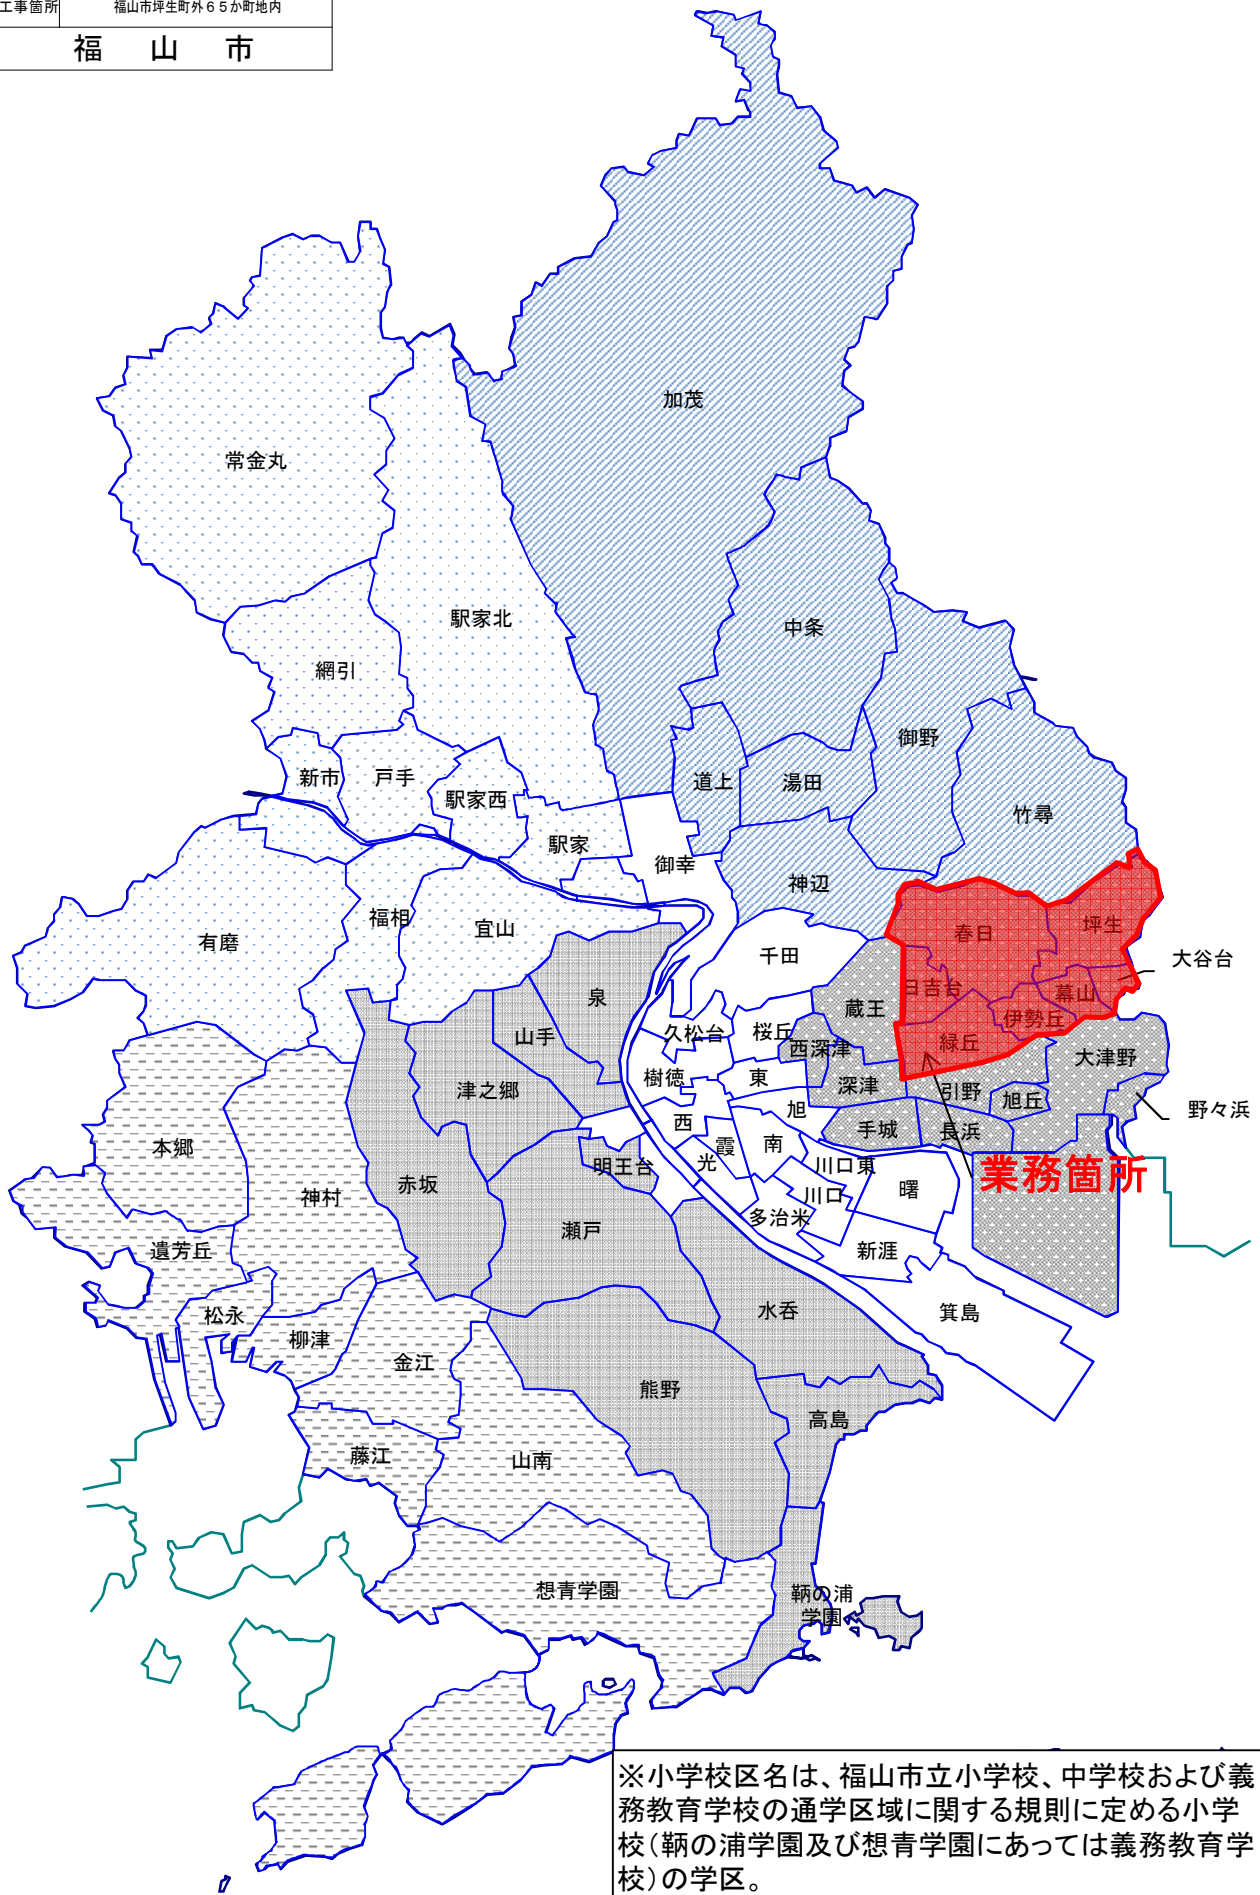 工事箇所 福山市坪生町外65か町地内
福山市
加茂
常金丸
駅家北
中条
網引
御野
新市
戸手
駅家西
道上
湯田
竹尋
駅家
御幸
神辺
福相
宜山
有磨
春日
坪生
千田
大谷台
泉
蔵王
日吉台
幕山
伊勢丘
山手
久松台
桜丘
西深津
緑丘
大津野
樹徳
東
深津
引野
旭丘
津之郷
野々浜
西
旭
手城
長浜
本郷
霞
南
明王台
光
川口東
業務箇所
神村
赤坂
川口
曙
多治米
瀬戸
遺芳丘
新涯
松永
水呑
箕島
柳津
金江
熊野
高島
藤江
山南
想青学園
鞆の浦
学園
※小学校区名は、福山市立小学校、中学校および義
務教育学校の通学区域に関する規則に定める小学
校(鞆の浦学園及び想青学園にあっては義務教育学
校)の学区。